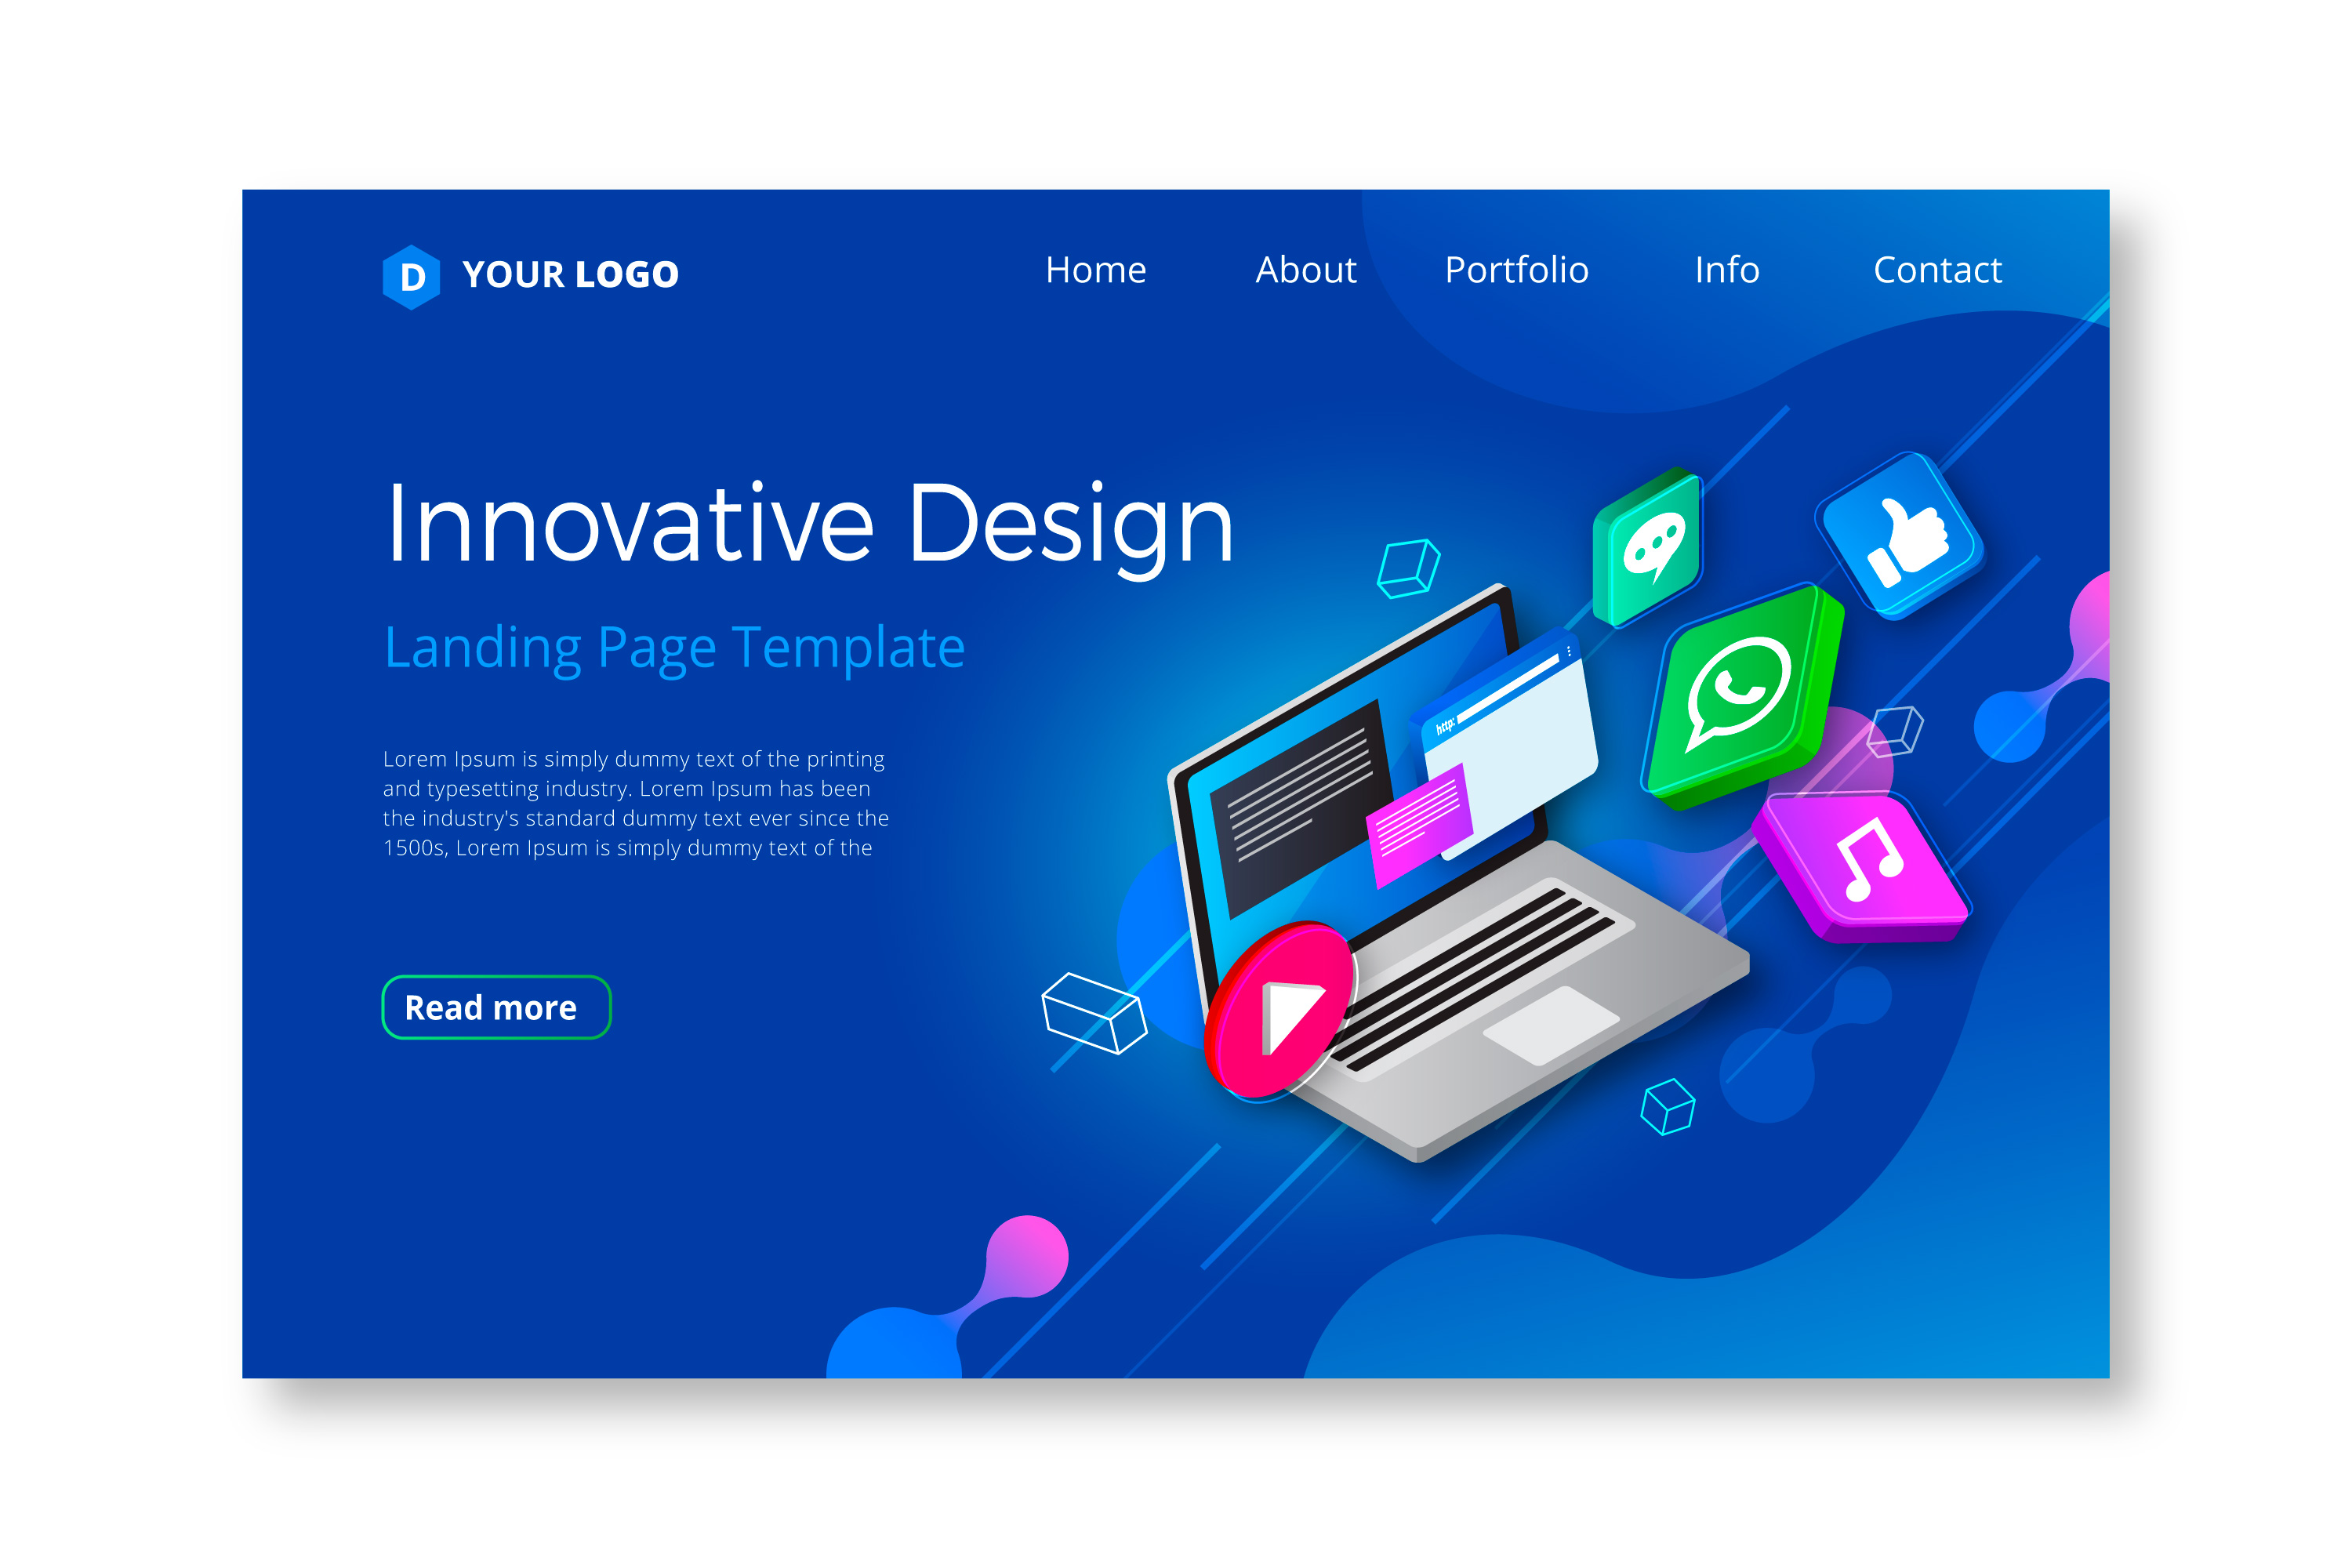 D YOUR LOGO
Home About Portfolio Info Contact
Innovative Design
Landing Page Template
Lorem Ipsum is simply dummy text of the printing
and typesetting industry. Lorem Ipsum has been
the industry's standard dummy text ever since the
1500s, Lorem Ipsum is simply dummy text of the
Read more
http: